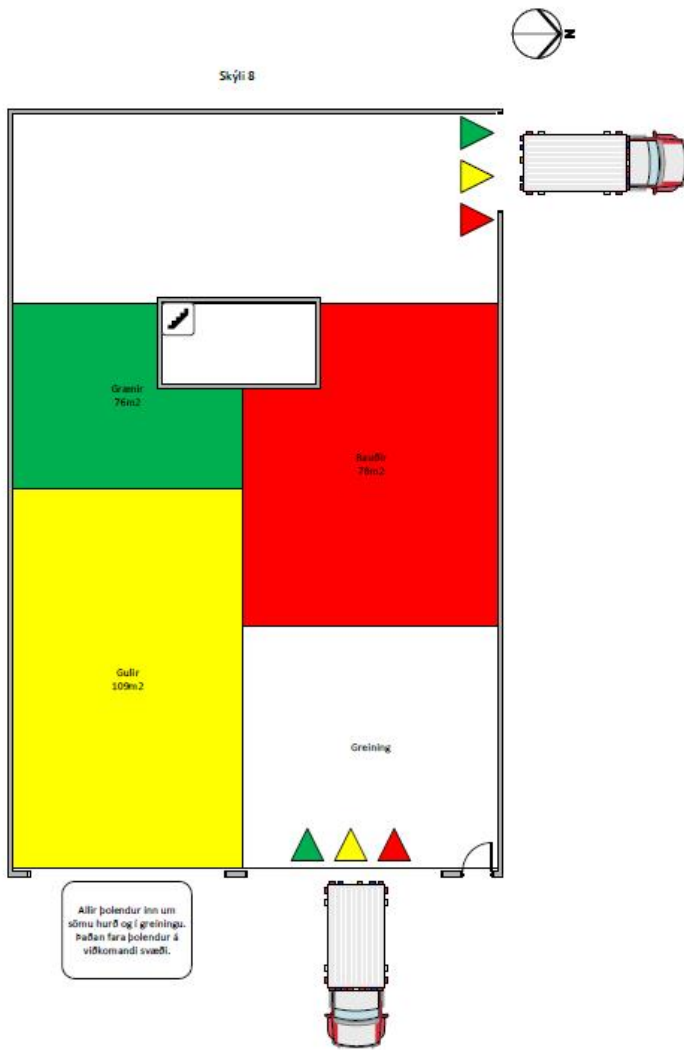 N
Skýli 8
Grænir
76m2
Rauðir
78m2
Gulir
109m2
Greining
Allir þolendur inn um
sömu hurð og í greiningu.
Þaðan fara þolendur á
viðkomandi svæði.